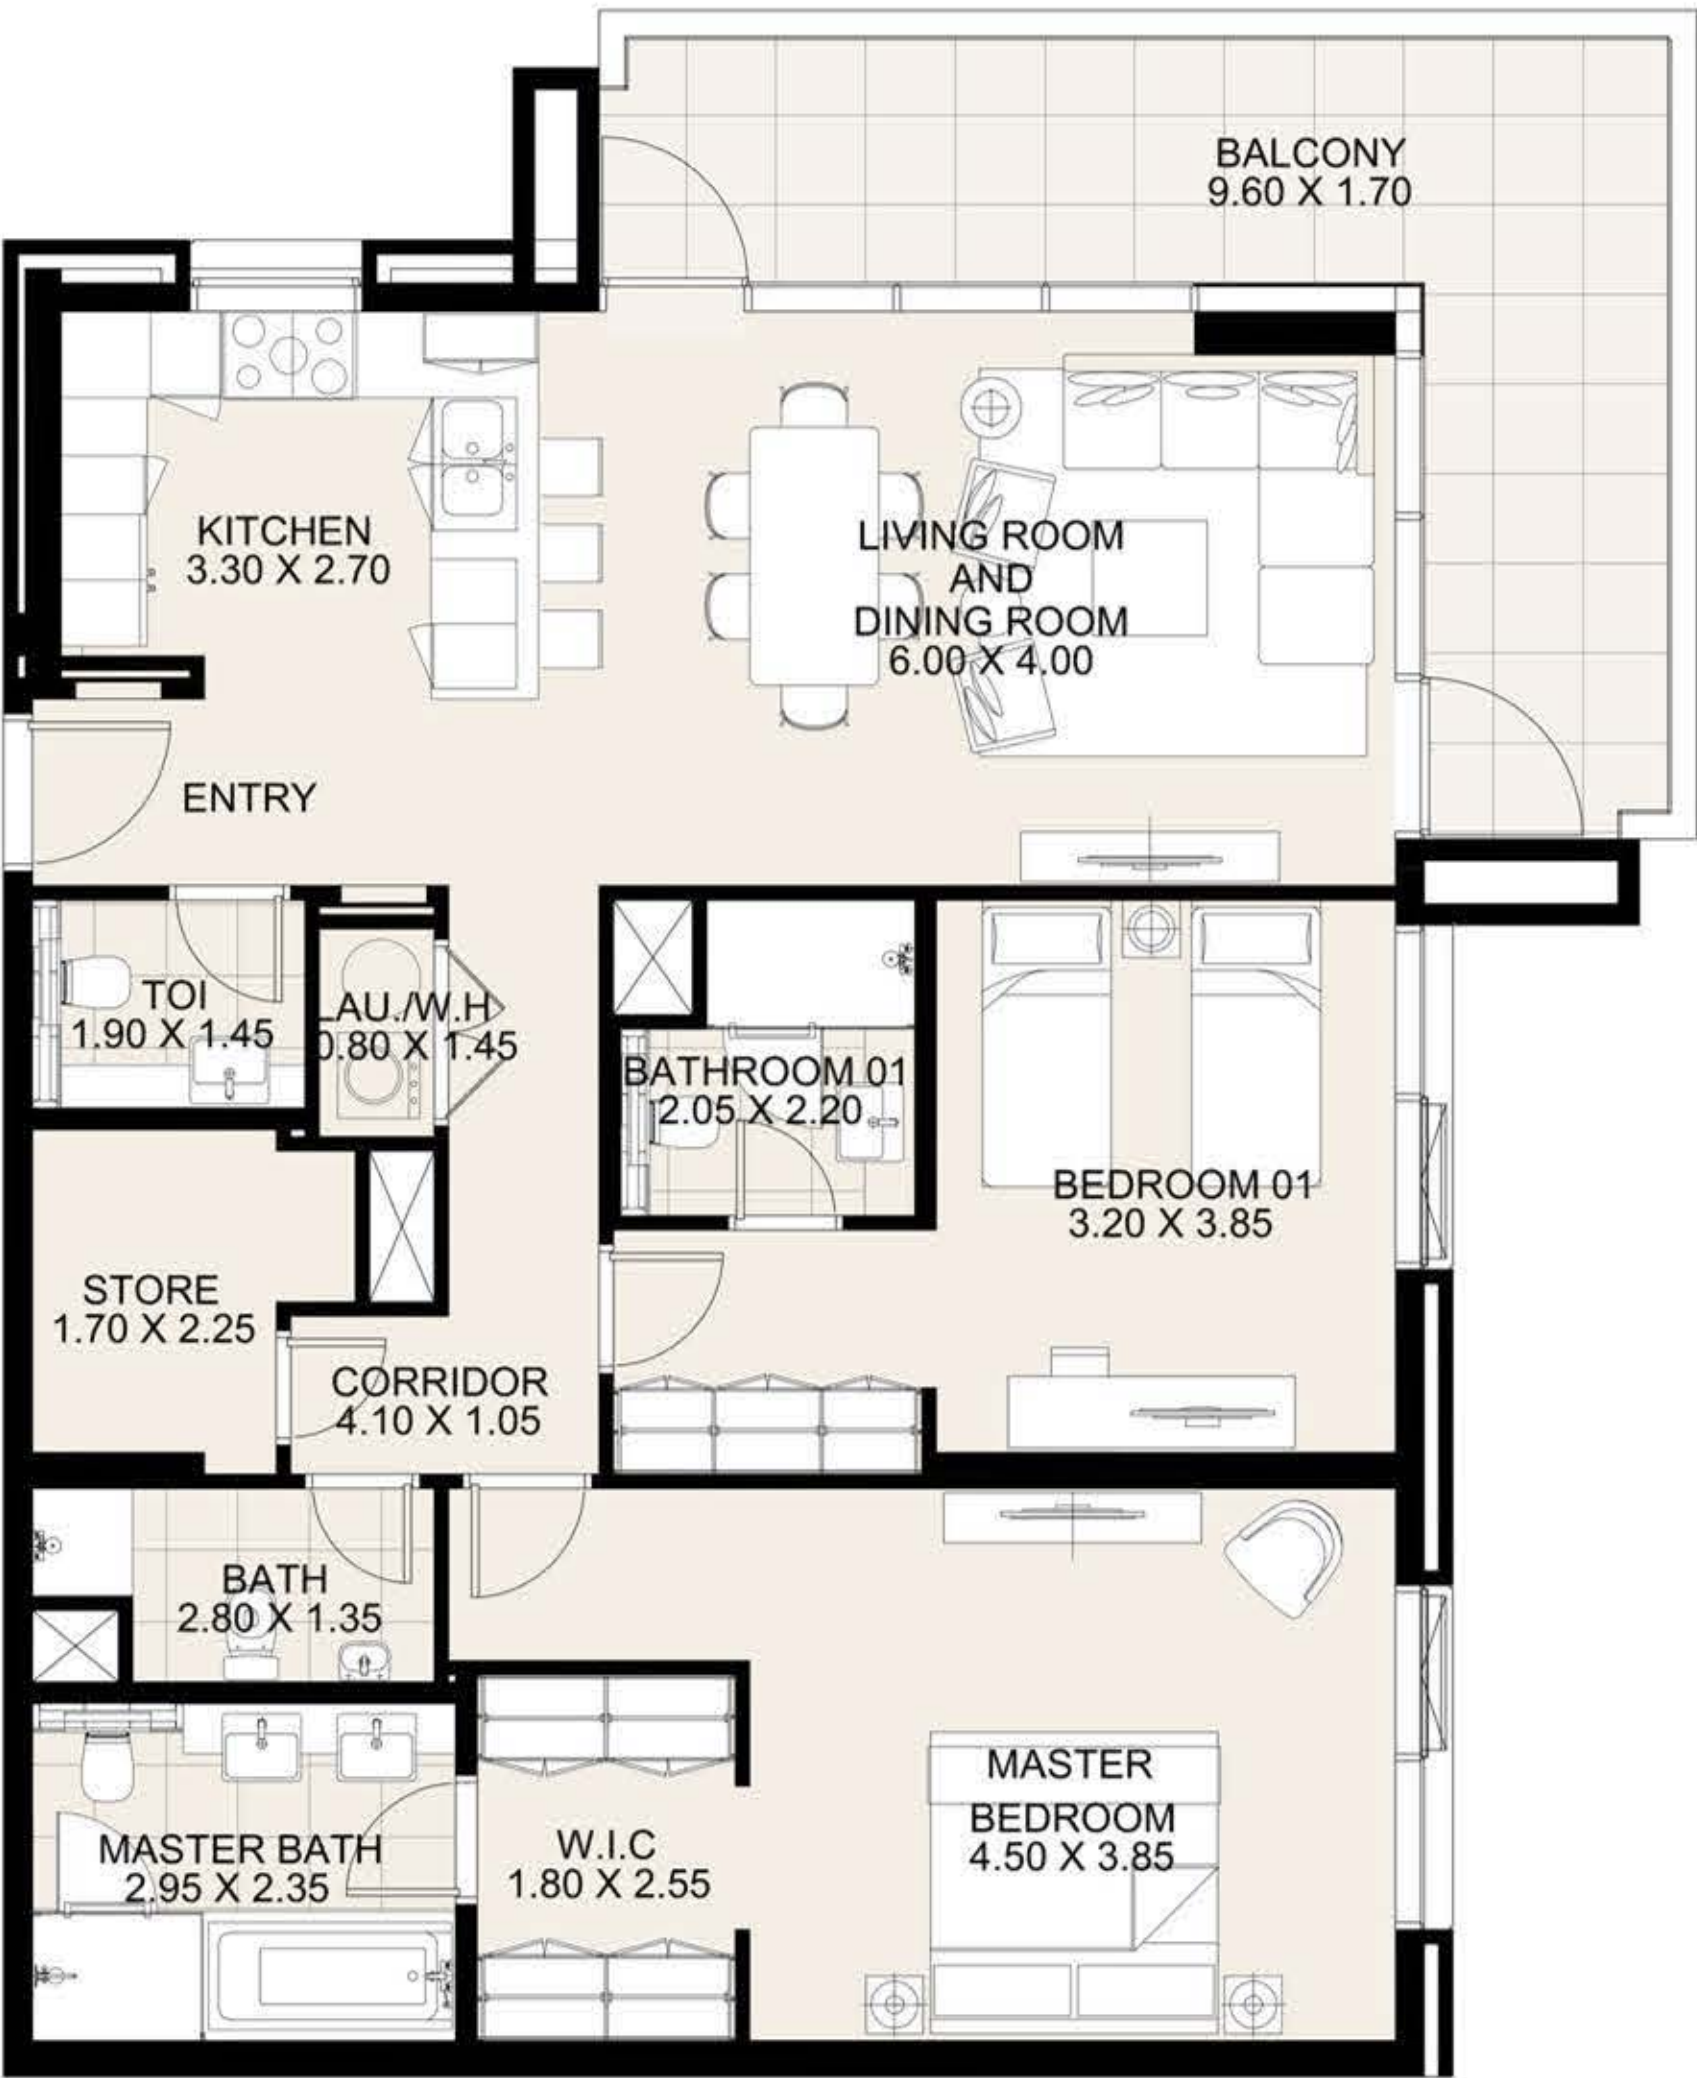 BALCONY
9.60 X 1.70
KITCHEN
3.30 X 2.70
LIVING ROOM
AND
DINING ROOM
6.00 X 4.00
ENTRY
TOI
1.90 X 1.45
LAU./W.H
0.80 X 1.45
BATHROOM 01
2.05 X 2.20
BEDROOM 01
3.20 X 3.85
STORE
1.70 X 2.25
CORRIDOR
4.10 X 1.05
BATH
2.80 X 1.35
MASTER
BEDROOM
4.50 X 3.85
MASTER BATH
2.95 X 2.35
W.I.C
1.80 X 2.55